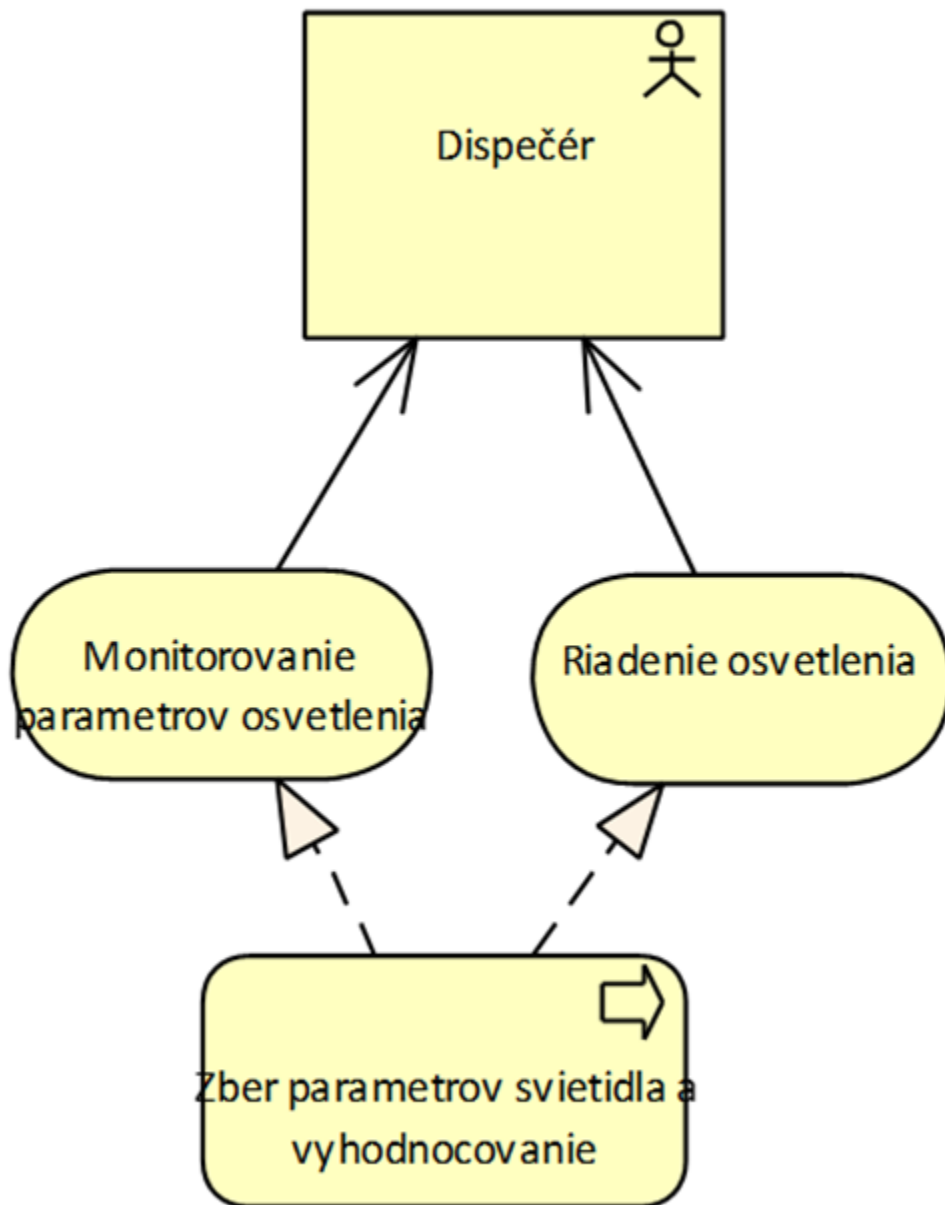 Dispečér
Monitorovanie
parametrov osvetlenia
Riadenie osvetlenia
Zber parametrov svietidla a
vyhodnocovanie